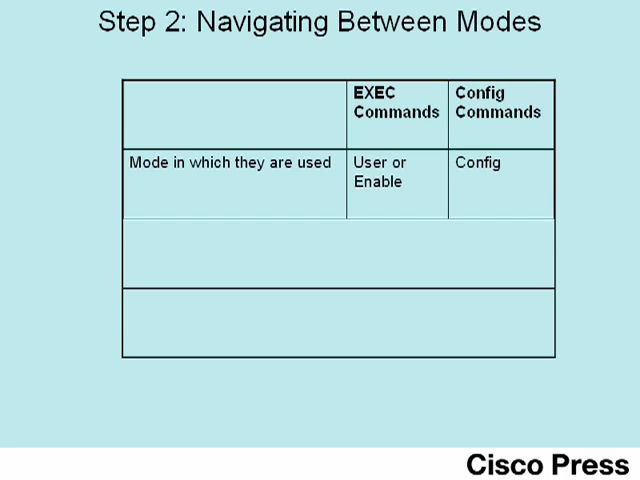 Step 2: Navigating Between Modes
EXEC Commands
Config Commands
Mode in which they are used
User or Enable
Config
Cisco Press